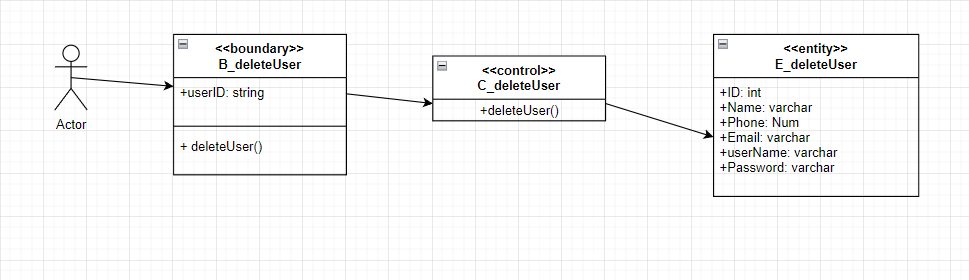 Actor
<<boundary>>
B_deleteUser
+userID: string
+ deleteUser()
<<control>>
C_deleteUser
+deleteUser()
<<entity>>
E_deleteUser
+ID: int
+Name: varchar
+Phone: Num
+Email: varchar
+userName: varchar
+Password: varchar